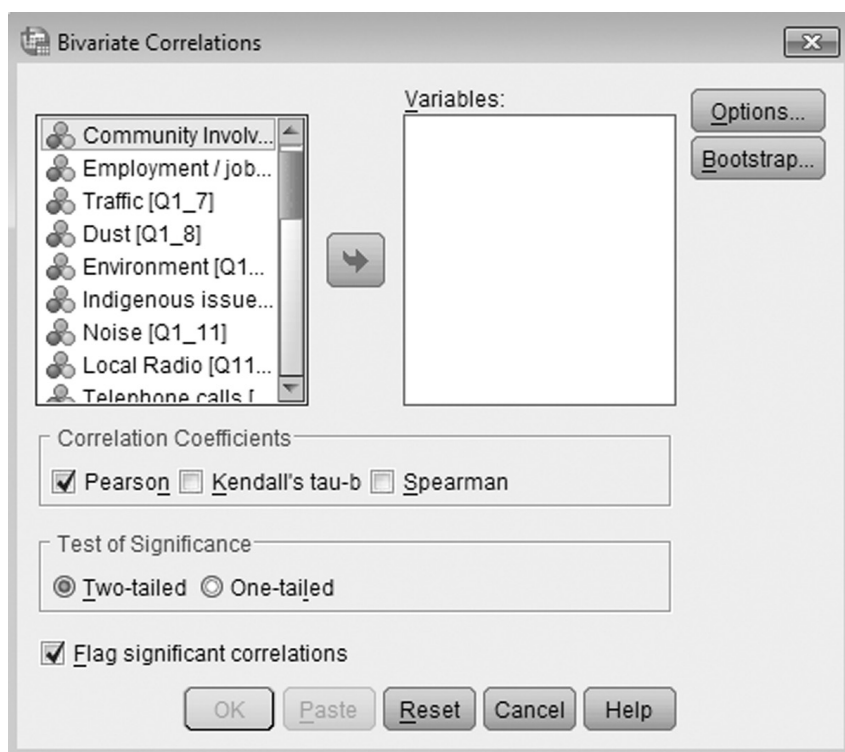 Bivariate Correlations
Variables:
Community Involv...
Employment / job...
Traffic [Q1_7]
Dust [Q1_8]
Environment [Q1...
Indigenous issue...
Noise [Q1_11]
Local Radio [Q11...
Telephone calls [
Options...
Bootstrap...
Correlation Coefficients
Pearson Kendall's tau-b Spearman
Test of Significance
Two-tailed One-tailed
Flag significant correlations
OK Paste Reset Cancel Help